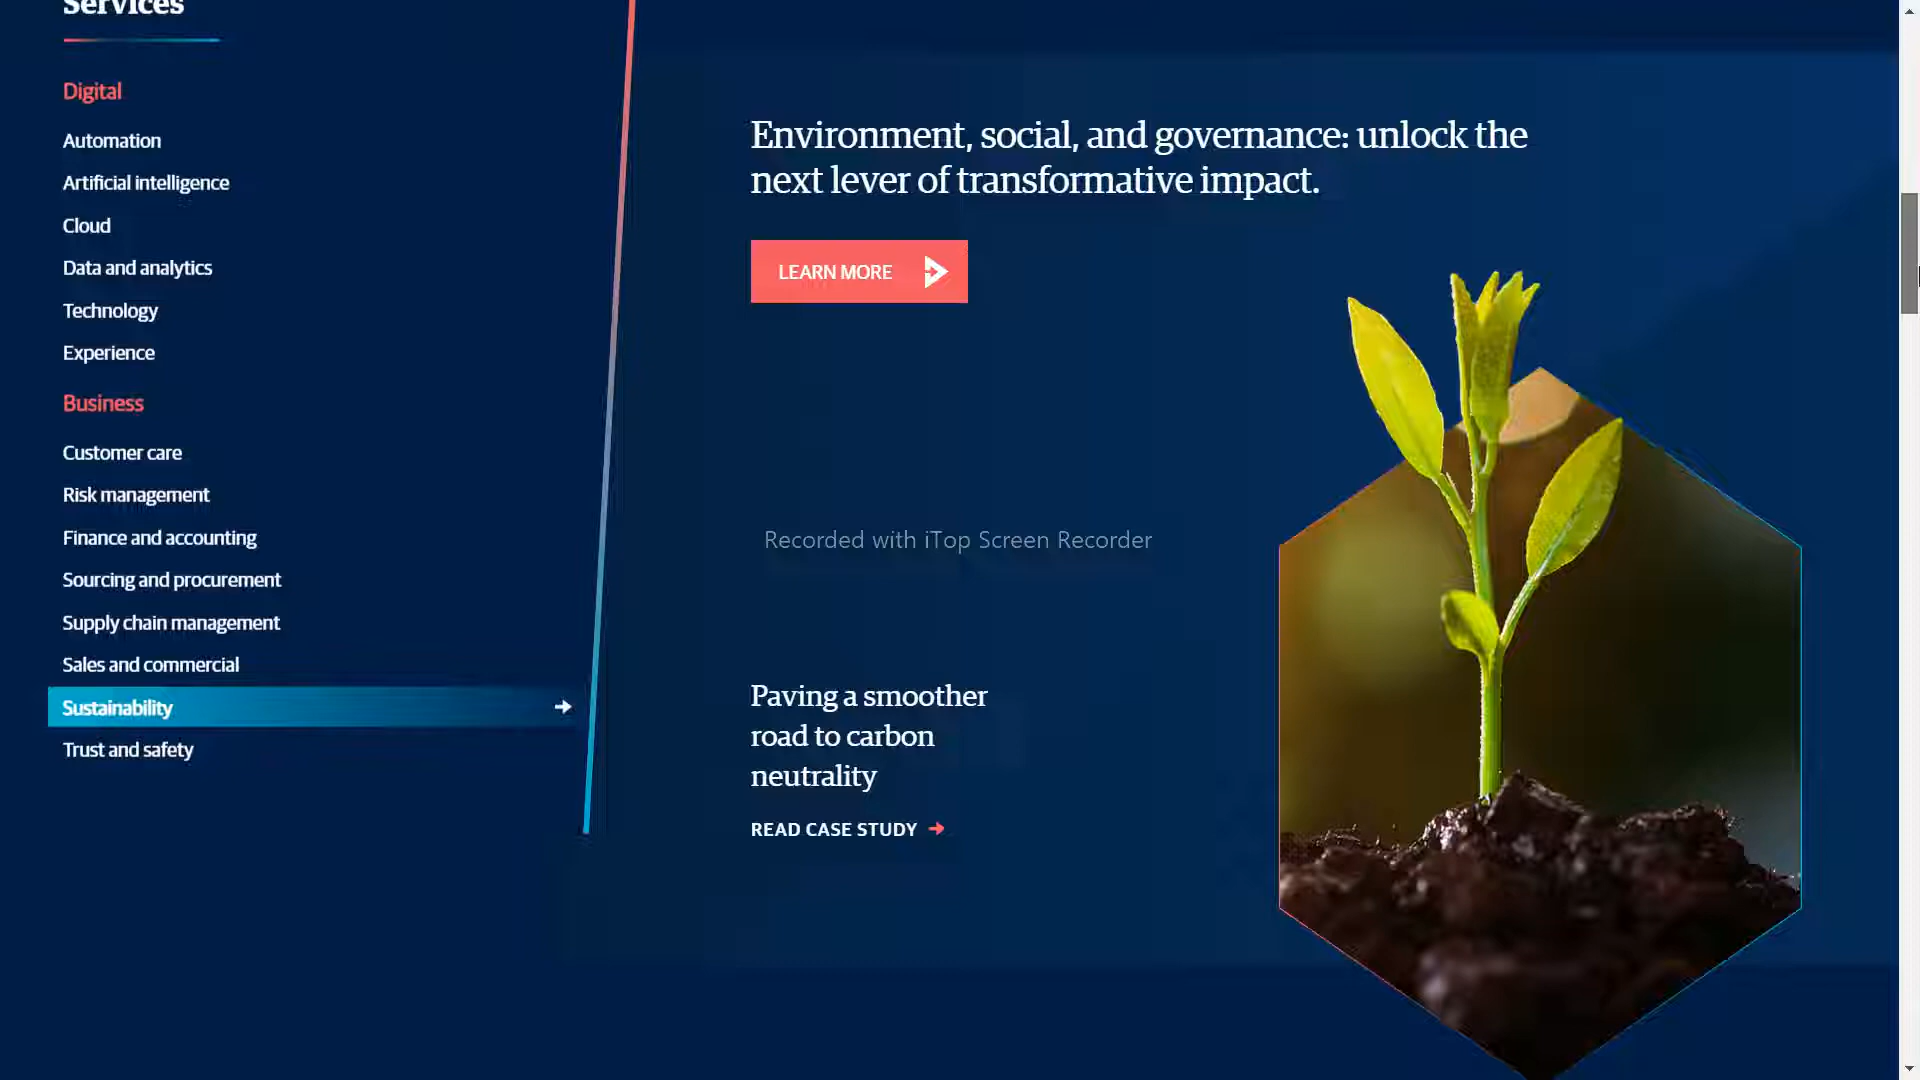 Services
Digital
Automation
Artificial intelligence
Cloud
Data and analytics
Technology
Experience
Business
Customer care
Risk management
Finance and accounting
Sourcing and procurement
Supply chain management
Sales and commercial
Sustainability
Trust and safety
Environment, social, and governance: unlock the
next lever of transformative impact.
LEARN MORE
Recorded with iTop Screen Recorder
Paving a smoother
road to carbon
neutrality
READ CASE STUDY